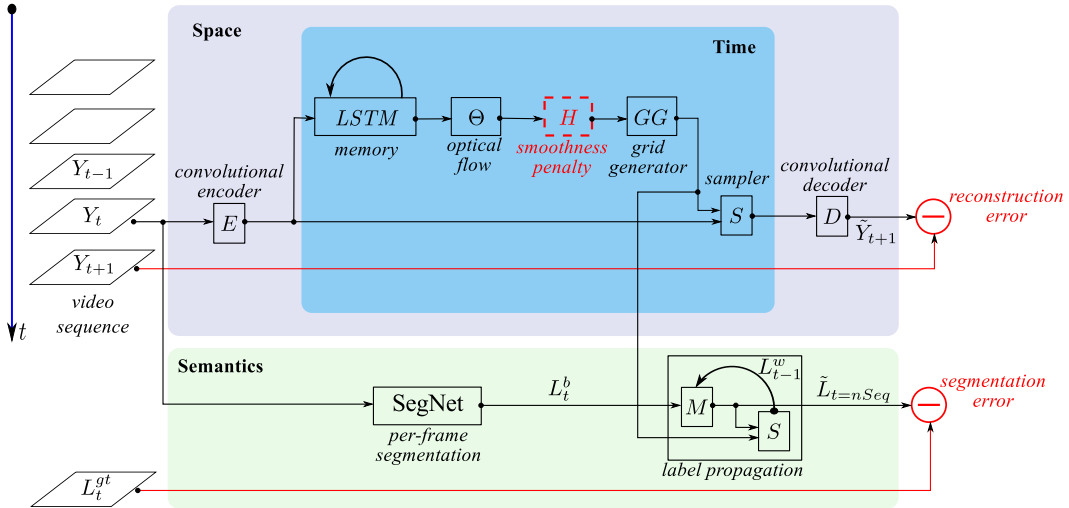 Space
Time
LSTM
memory
Θ
optical
flow
H
smoothness
penalty
GG
grid
generator
Y_{t−1}
convolutional
encoder
sampler
convolutional
decoder
Y_t
E
S
D
Ỹ_{t+1}
reconstruction
error
Y_{t+1}
video
sequence
t
Semantics
SegNet
per-frame
segmentation
L_t^b
L_{t−1}^w
M
S
label propagation
L̃_{t=nSeq}
segmentation
error
L_t^{gt}